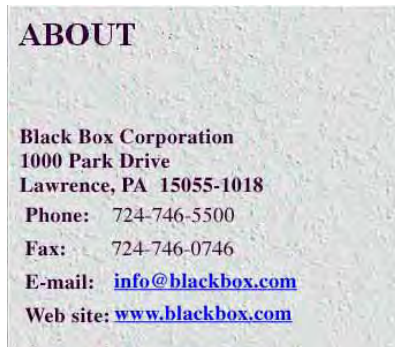 ABOUT
Black Box Corporation
1000 Park Drive
Lawrence, PA 15055-1018
Phone: 724-746-5500
Fax: 724-746-0746
E-mail: info@blackbox.com
Web site: www.blackbox.com